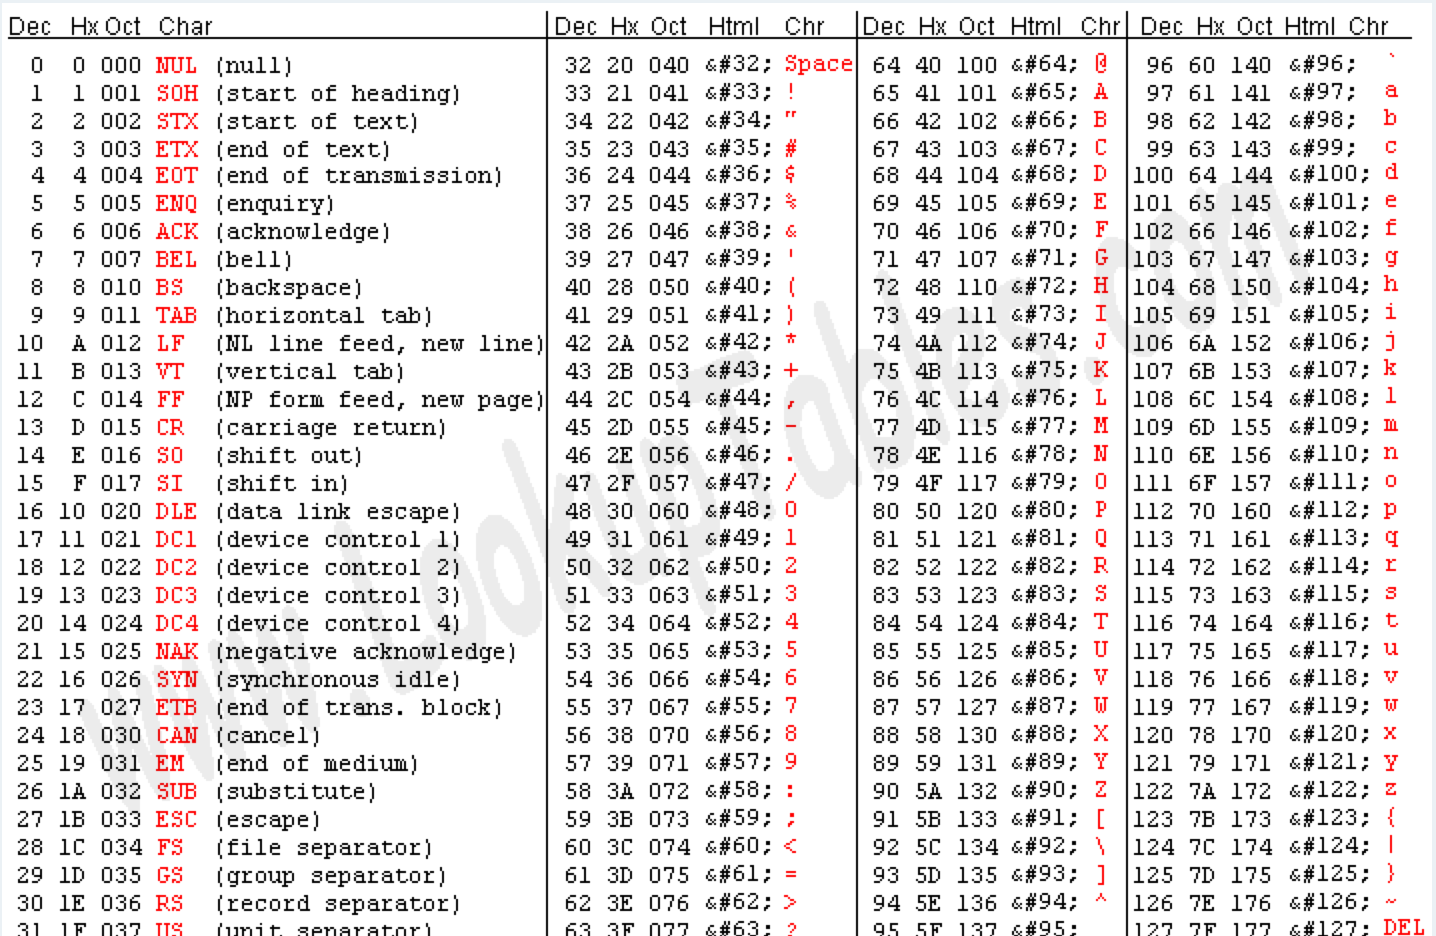 Dec Hx Oct Char Dec Hx Oct Html Chr Dec Hx Oct Html Chr Dec Hx Oct Html Chr
0 0 000 NUL (null) 32 20 040 &#32; Space 64 40 100 &#64; @ 96 60 140 &#96; `
1 1 001 SOH (start of heading) 33 21 041 &#33; ! 65 41 101 &#65; A 97 61 141 &#97; a
2 2 002 STX (start of text) 34 22 042 &#34; " 66 42 102 &#66; B 98 62 142 &#98; b
3 3 003 ETX (end of text) 35 23 043 &#35; # 67 43 103 &#67; C 99 63 143 &#99; c
4 4 004 EOT (end of transmission) 36 24 044 &#36; $ 68 44 104 &#68; D 100 64 144 &#100; d
5 5 005 ENQ (enquiry) 37 25 045 &#37; % 69 45 105 &#69; E 101 65 145 &#101; e
6 6 006 ACK (acknowledge) 38 26 046 &#38; & 70 46 106 &#70; F 102 66 146 &#102; f
7 7 007 BEL (bell) 39 27 047 &#39; ' 71 47 107 &#71; G 103 67 147 &#103; g
8 8 010 BS (backspace) 40 28 050 &#40; ( 72 48 110 &#72; H 104 68 150 &#104; h
9 9 011 TAB (horizontal tab) 41 29 051 &#41; ) 73 49 111 &#73; I 105 69 151 &#105; i
10 A 012 LF (NL line feed, new line) 42 2A 052 &#42; * 74 4A 112 &#74; J 106 6A 152 &#106; j
11 B 013 VT (vertical tab) 43 2B 053 &#43; + 75 4B 113 &#75; K 107 6B 153 &#107; k
12 C 014 FF (NP form feed, new page) 44 2C 054 &#44; , 76 4C 114 &#76; L 108 6C 154 &#108; l
13 D 015 CR (carriage return) 45 2D 055 &#45; - 77 4D 115 &#77; M 109 6D 155 &#109; m
14 E 016 SO (shift out) 46 2E 056 &#46; . 78 4E 116 &#78; N 110 6E 156 &#110; n
15 F 017 SI (shift in) 47 2F 057 &#47; / 79 4F 117 &#79; O 111 6F 157 &#111; o
16 10 020 DLE (data link escape) 48 30 060 &#48; 0 80 50 120 &#80; P 112 70 160 &#112; p
17 11 021 DC1 (device control 1) 49 31 061 &#49; 1 81 51 121 &#81; Q 113 71 161 &#113; q
18 12 022 DC2 (device control 2) 50 32 062 &#50; 2 82 52 122 &#82; R 114 72 162 &#114; r
19 13 023 DC3 (device control 3) 51 33 063 &#51; 3 83 53 123 &#83; S 115 73 163 &#115; s
20 14 024 DC4 (device control 4) 52 34 064 &#52; 4 84 54 124 &#84; T 116 74 164 &#116; t
21 15 025 NAK (negative acknowledge) 53 35 065 &#53; 5 85 55 125 &#85; U 117 75 165 &#117; u
22 16 026 SYN (synchronous idle) 54 36 066 &#54; 6 86 56 126 &#86; V 118 76 166 &#118; v
23 17 027 ETB (end of trans. block) 55 37 067 &#55; 7 87 57 127 &#87; W 119 77 167 &#119; w
24 18 030 CAN (cancel) 56 38 070 &#56; 8 88 58 130 &#88; X 120 78 170 &#120; x
25 19 031 EM (end of medium) 57 39 071 &#57; 9 89 59 131 &#89; Y 121 79 171 &#121; y
26 1A 032 SUB (substitute) 58 3A 072 &#58; : 90 5A 132 &#90; Z 122 7A 172 &#122; z
27 1B 033 ESC (escape) 59 3B 073 &#59; ; 91 5B 133 &#91; [ 123 7B 173 &#123; {
28 1C 034 FS (file separator) 60 3C 074 &#60; < 92 5C 134 &#92; \ 124 7C 174 &#124; |
29 1D 035 GS (group separator) 61 3D 075 &#61; = 93 5D 135 &#93; ] 125 7D 175 &#125; }
30 1E 036 RS (record separator) 62 3E 076 &#62; > 94 5E 136 &#94; ^ 126 7E 176 &#126; ~
31 1F 037 US (unit separator) 63 3F 077 &#63; ? 95 5F 137 &#95; 127 7F 177 &#127; DEL
www.LookupTables.com